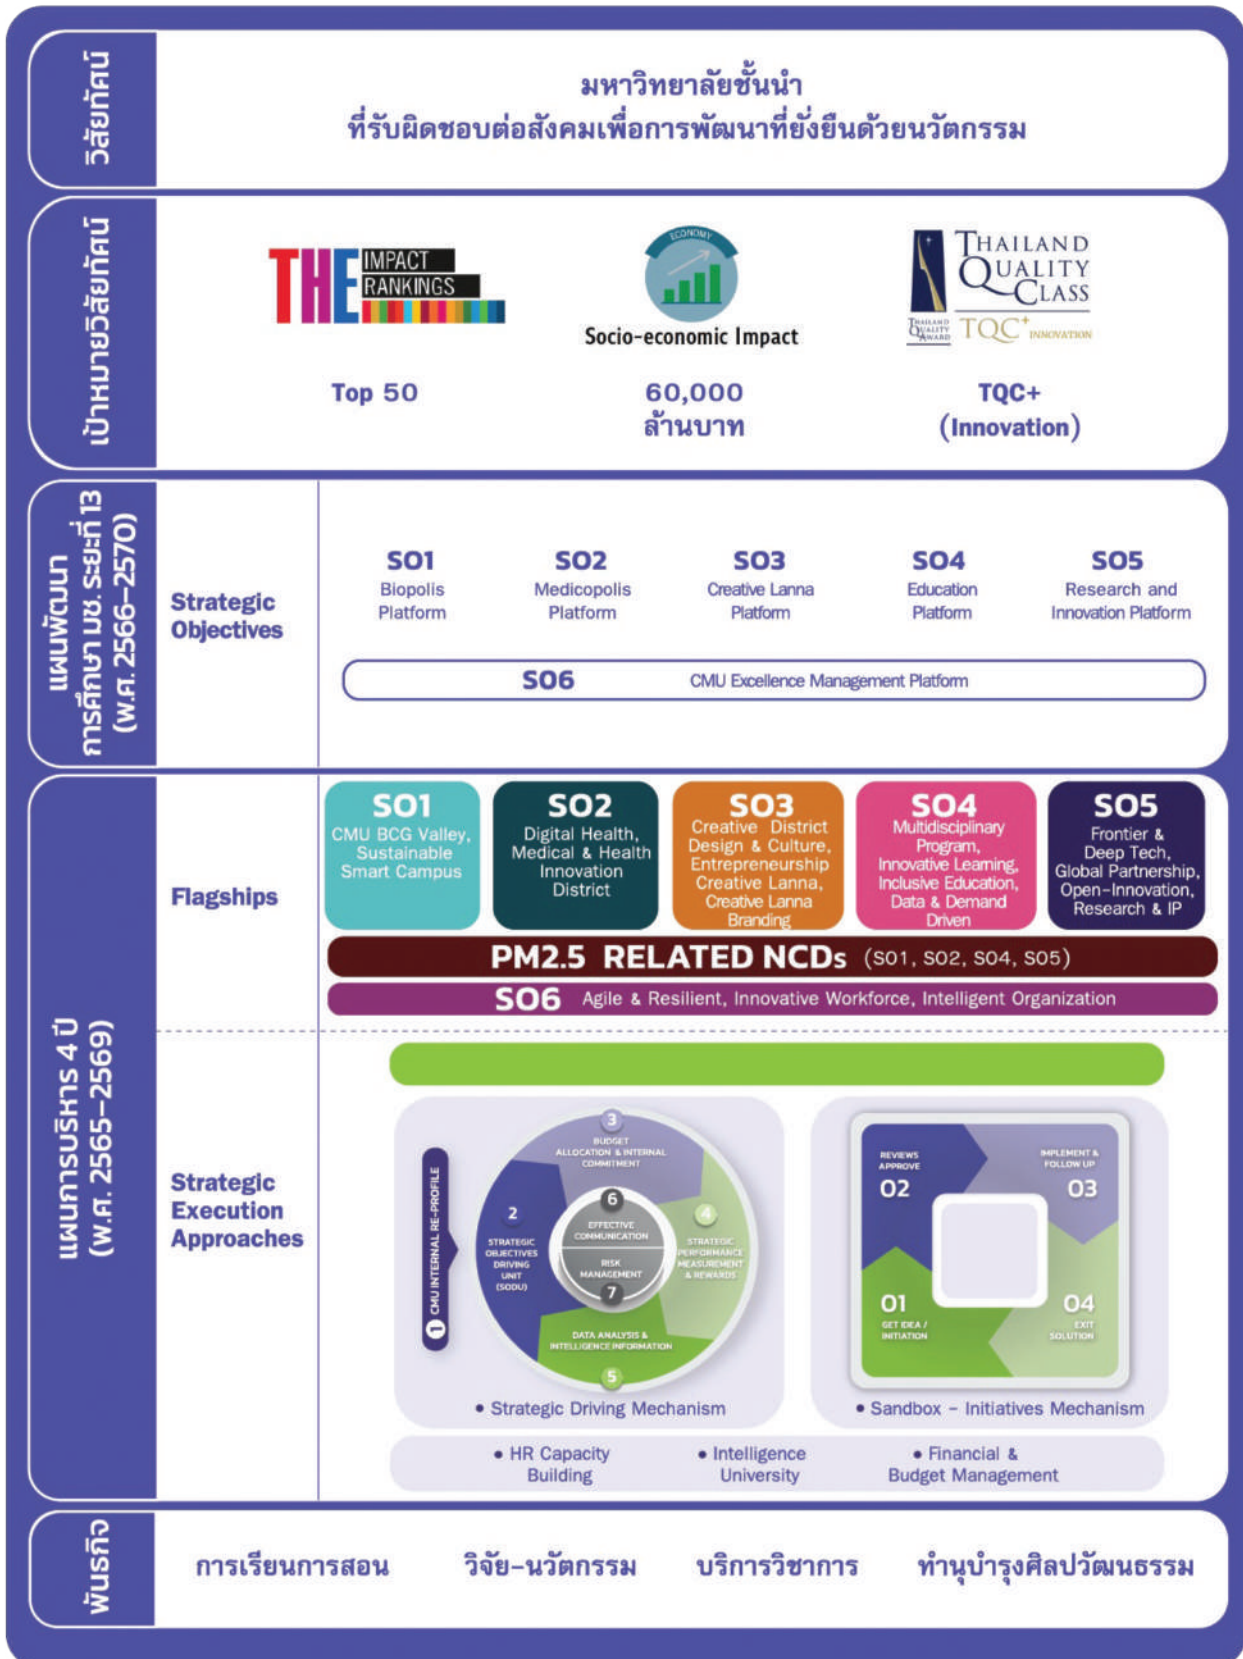 วิสัยทัศน์
มหาวิทยาลัยชั้นนำ
ที่รับผิดชอบต่อสังคมเพื่อการพัฒนาที่ยั่งยืนด้วยนวัตกรรม
เป้าหมายวิสัยทัศน์
THE IMPACT
RANKINGS
Top 50
ECONOMY
Socio-economic Impact
60,000
ล้านบาท
THAILAND
QUALITY
CLASS
THAILAND
QUALITY
AWARD
TQC+ INNOVATION
TQC+
(Innovation)
แผนพัฒนา
การศึกษา มช. ระยะที่ 13
(พ.ศ. 2566–2570)
Strategic
Objectives
SO1
Biopolis
Platform
SO2
Medicopolis
Platform
SO3
Creative Lanna
Platform
SO4
Education
Platform
SO5
Research and
Innovation Platform
SO6 CMU Excellence Management Platform
แผนการบริหาร 4 ปี
(พ.ศ. 2565–2569)
Flagships
SO1
CMU BCG Valley,
Sustainable
Smart Campus
SO2
Digital Health,
Medical & Health
Innovation
District
SO3
Creative District
Design & Culture,
Entrepreneurship
Creative Lanna,
Creative Lanna
Branding
SO4
Multidisciplinary
Program,
Innovative Learning,
Inclusive Education,
Data & Demand
Driven
SO5
Frontier &
Deep Tech,
Global Partnership,
Open-Innovation,
Research & IP
PM2.5 RELATED NCDs (SO1, SO2, SO4, SO5)
SO6 Agile & Resilient, Innovative Workforce, Intelligent Organization
Strategic
Execution
Approaches
1 CMU INTERNAL RE-PROFILE
2
STRATEGIC
OBJECTIVES
DRIVING
UNIT
(SODU)
3
BUDGET
ALLOCATION & INTERNAL
COMMITMENT
4
STRATEGIC
PERFORMANCE
MEASUREMENT
& REWARDS
6
EFFECTIVE
COMMUNICATION
RISK
MANAGEMENT
7
DATA ANALYSIS &
INTELLIGENCE INFORMATION
5
• Strategic Driving Mechanism
REVIEWS
APPROVE
02
IMPLEMENT &
FOLLOW UP
03
01
GET IDEA /
INITIATION
04
EXIT
SOLUTION
• Sandbox – Initiatives Mechanism
• HR Capacity
Building
• Intelligence
University
• Financial &
Budget Management
พันธกิจ
การเรียนการสอน วิจัย–นวัตกรรม บริการวิชาการ ทำนุบำรุงศิลปวัฒนธรรม